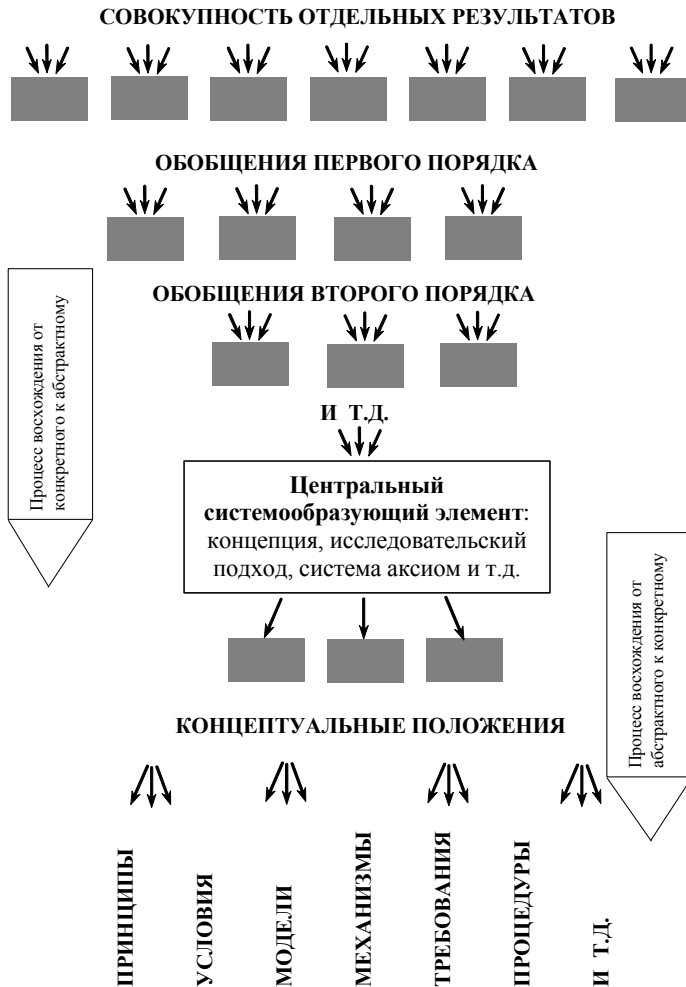 СОВОКУПНОСТЬ ОТДЕЛЬНЫХ РЕЗУЛЬТАТОВ
ОБОБЩЕНИЯ ПЕРВОГО ПОРЯДКА
ОБОБЩЕНИЯ ВТОРОГО ПОРЯДКА
Процесс восхождения от
конкретного к абстрактному
И Т.Д.
Центральный
системообразующий элемент:
концепция, исследовательский
подход, система аксиом и т.д.
Процесс восхождения от
абстрактного к конкретному
КОНЦЕПТУАЛЬНЫЕ ПОЛОЖЕНИЯ
ПРИНЦИПЫ
УСЛОВИЯ
МОДЕЛИ
МЕХАНИЗМЫ
ТРЕБОВАНИЯ
ПРОЦЕДУРЫ
И Т.Д.